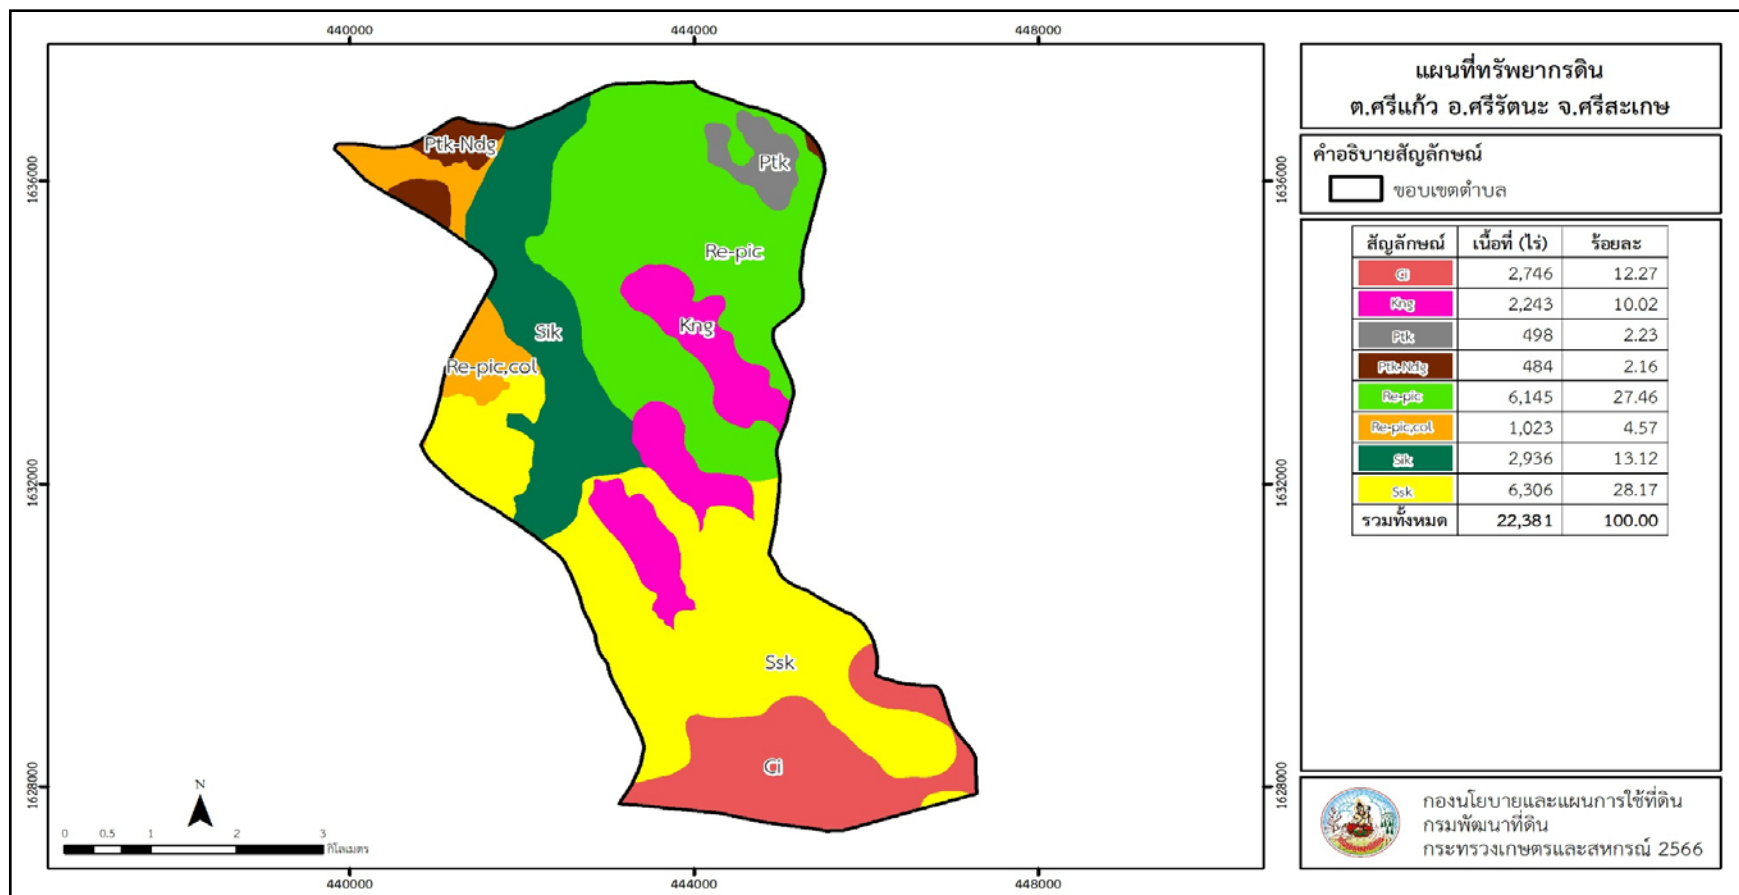 440000
444000
448000
แผนที่ทรัพยากรดิน
ต.ศรีแก้ว อ.ศรีรัตนะ จ.ศรีสะเกษ
คำอธิบายสัญลักษณ์
ขอบเขตตำบล
สัญลักษณ์ เนื้อที่ (ไร่) ร้อยละ
Ci 2,746 12.27
Kng 2,243 10.02
Ptk 498 2.23
Ptk-Ndg 484 2.16
Re-pic 6,145 27.46
Re-pic,col 1,023 4.57
Sik 2,936 13.12
Ssk 6,306 28.17
รวมทั้งหมด 22,381 100.00
1636000
1636000
Ptk-Ndg
Ptk
Re-pic
Kng
Sik
Re-pic,col
1632000
1632000
Ssk
Ci
1628000
1628000
N
0 0.5 1 2 3
กิโลเมตร
440000
444000
448000
กองนโยบายและแผนการใช้ที่ดิน
กรมพัฒนาที่ดิน
กระทรวงเกษตรและสหกรณ์ 2566